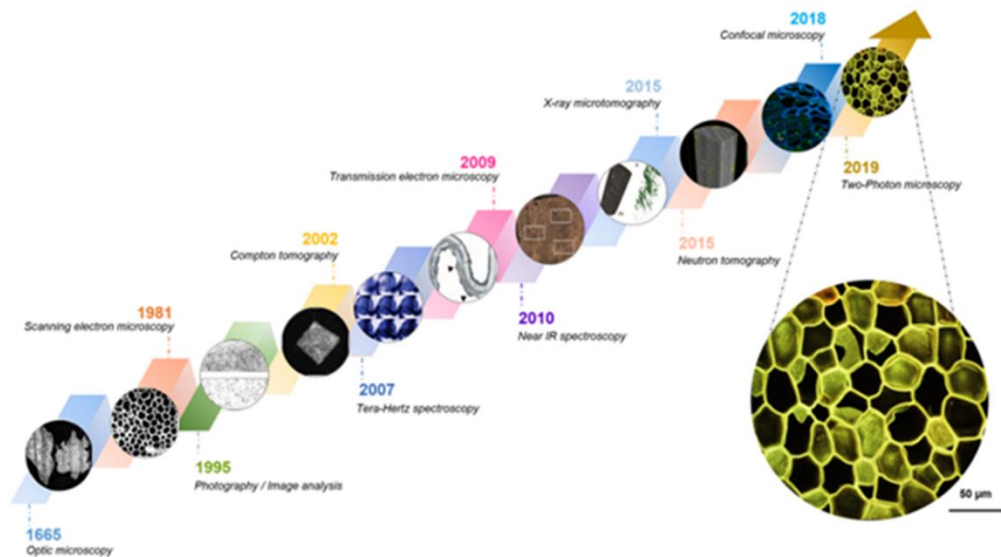 2018
Confocal microscopy
2015
X-ray microtomography
2009
Transmission electron microscopy
2019
Two-Photon microscopy
2002
Compton tomography
2015
Neutron tomography
1981
Scanning electron microscopy
2010
Near IR spectroscopy
2007
Tera-Hertz spectroscopy
1995
Photography / Image analysis
50 µm
1665
Optic microscopy